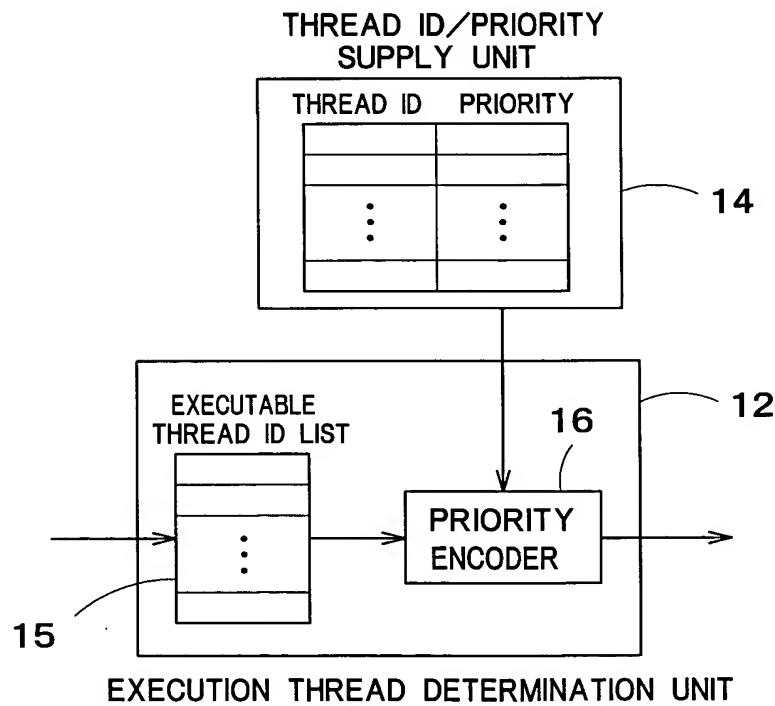 THREAD ID/PRIORITY
SUPPLY UNIT
THREAD ID PRIORITY
14
EXECUTABLE
THREAD ID LIST
12
16
PRIORITY
ENCODER
15
EXECUTION THREAD DETERMINATION UNIT